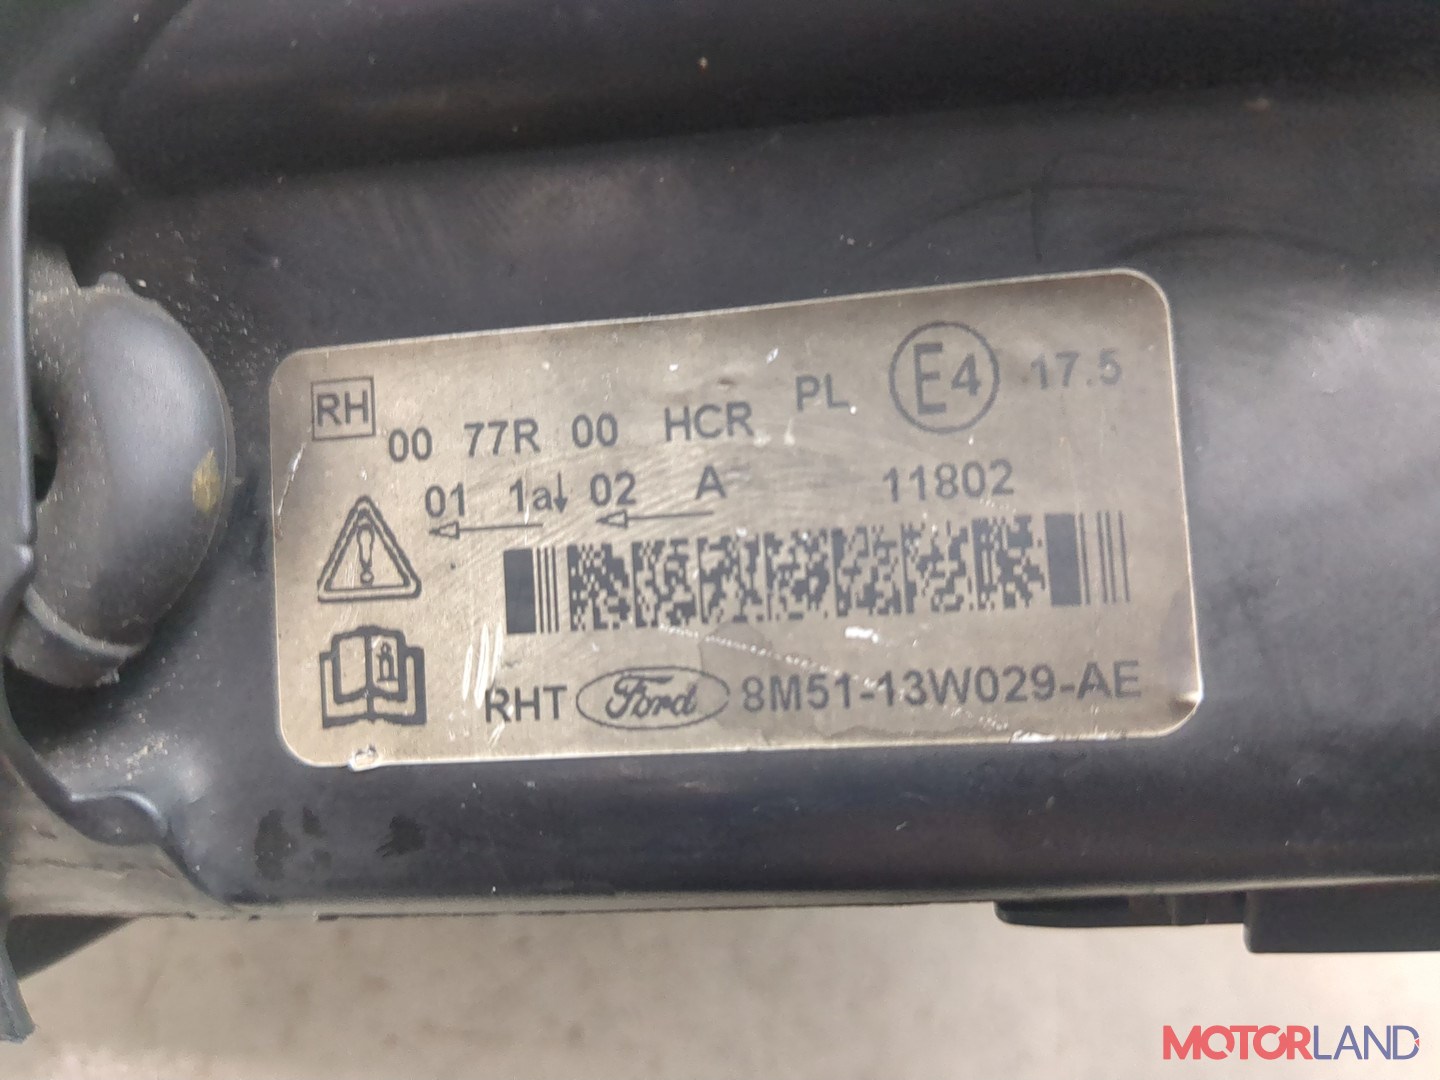 RH
00 77R 00 HCR PL E4 17.5
01 1a↓ 02 A 11802
RHT Ford 8M51-13W029-AE
MOTORLAND